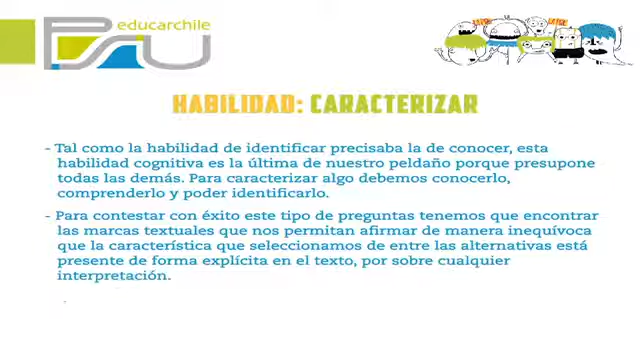 educarchile
PSU
HABILIDAD: CARACTERIZAR
- Tal como la habilidad de identificar precisaba la de conocer, esta
habilidad cognitiva es la última de nuestro peldaño porque presupone
todas las demás. Para caracterizar algo debemos conocerlo,
comprenderlo y poder identificarlo.
- Para contestar con éxito este tipo de preguntas tenemos que encontrar
las marcas textuales que nos permitan afirmar de manera inequívoca
que la característica que seleccionamos de entre las alternativas está
presente de forma explícita en el texto, por sobre cualquier
interpretación.